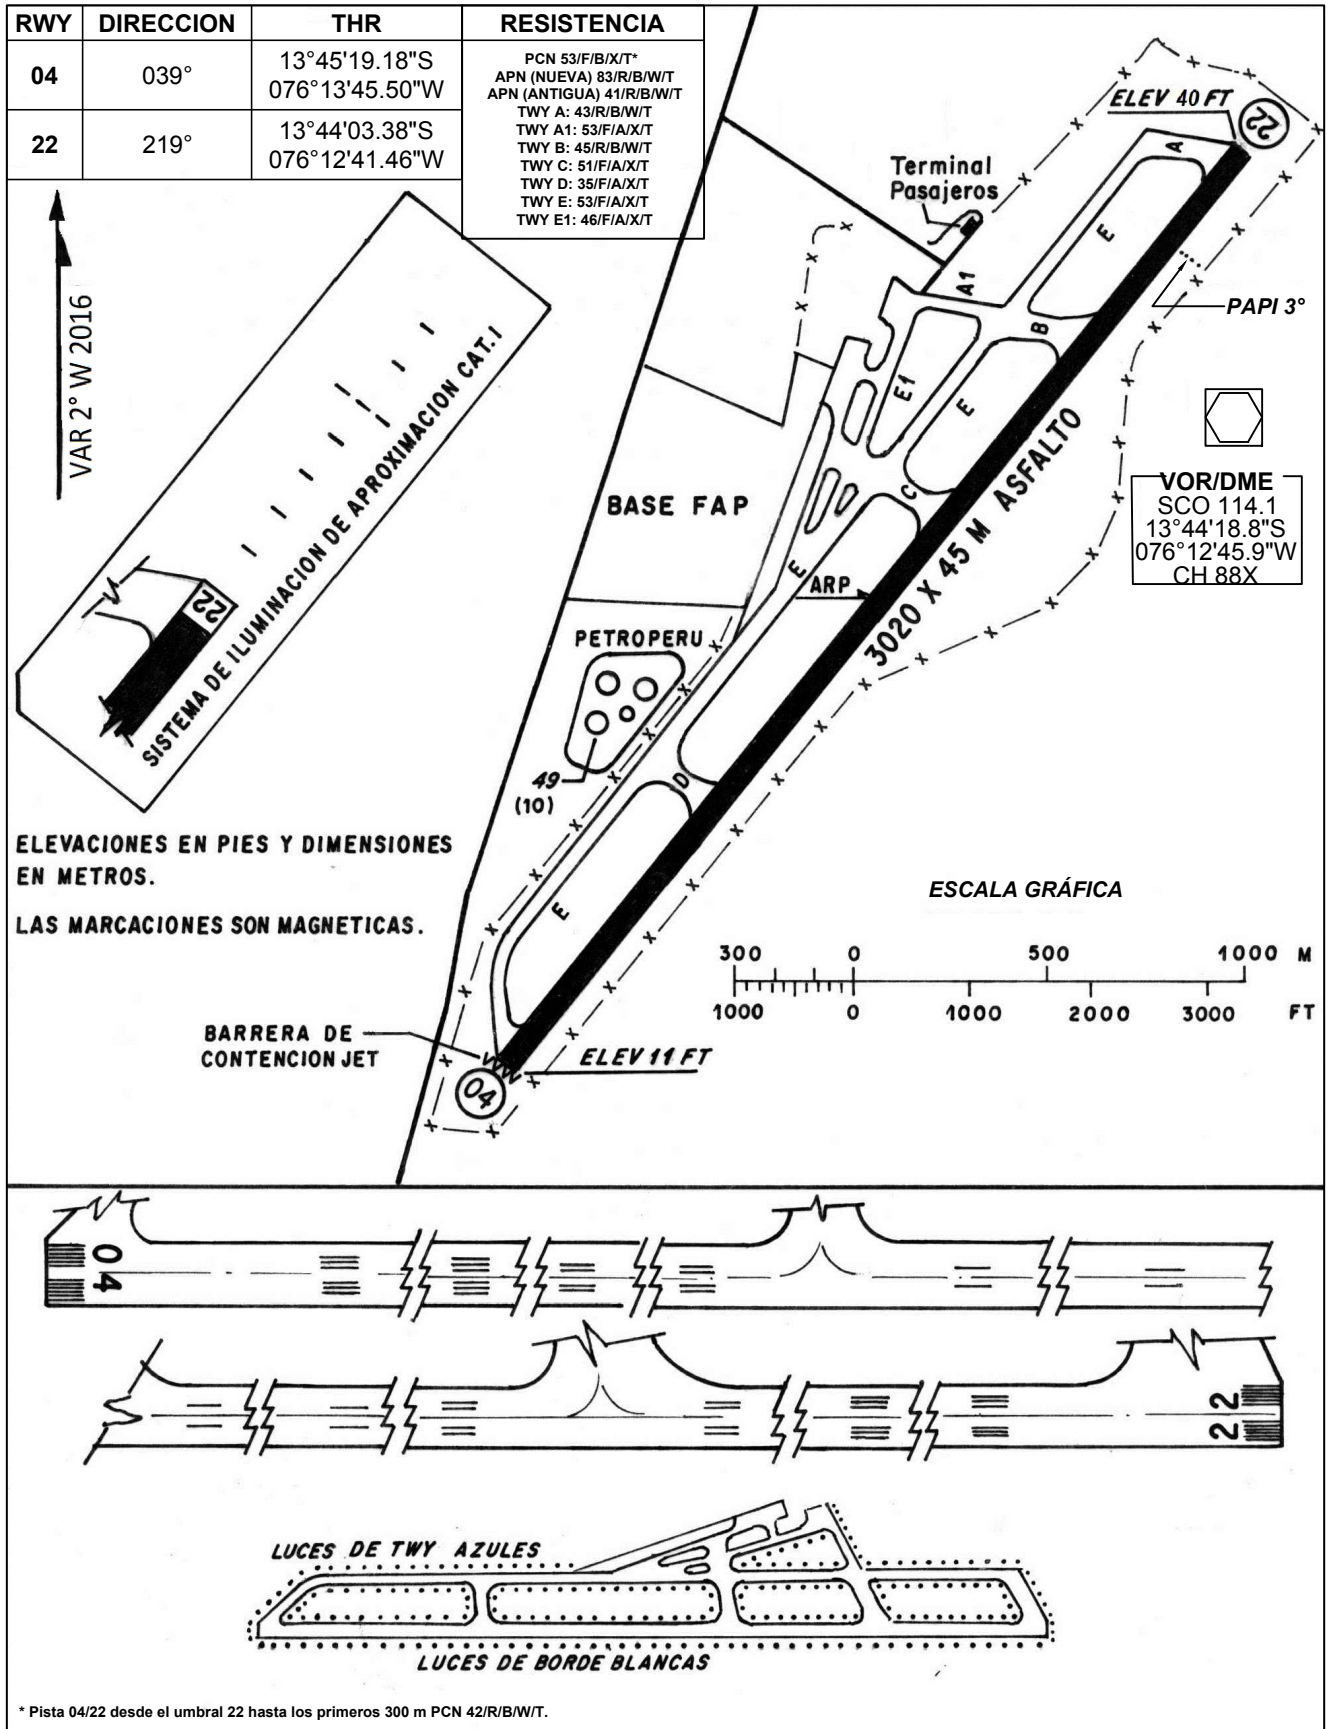 RWY DIRECCION THR RESISTENCIA
04 039° 13°45'19.18"S
076°13'45.50"W
22 219° 13°44'03.38"S
076°12'41.46"W
PCN 53/F/B/X/T*
APN (NUEVA) 83/R/B/W/T
APN (ANTIGUA) 41/R/B/W/T
TWY A: 43/R/B/W/T
TWY A1: 53/F/A/X/T
TWY B: 45/R/B/W/T
TWY C: 51/F/A/X/T
TWY D: 35/F/A/X/T
TWY E: 53/F/A/X/T
TWY E1: 46/F/A/X/T
VAR 2° W 2016
22
SISTEMA DE ILUMINACION DE APROXIMACION CAT. I
ELEV 40 FT
22
A
Terminal
Pasajeros
E
A1
B
PAPI 3°
E1
E
C
BASE FAP
3020 X 45 M ASFALTO
VOR/DME
SCO 114.1
13°44'18.8"S
076°12'45.9"W
CH 88X
E
ARP
PETROPERU
49
(10)
D
E
ELEVACIONES EN PIES Y DIMENSIONES
EN METROS.
LAS MARCACIONES SON MAGNETICAS.
ESCALA GRÁFICA
300 0 500 1000 M
1000 0 1000 2000 3000 FT
BARRERA DE
CONTENCION JET
ELEV 11 FT
04
04
22
LUCES DE TWY AZULES
LUCES DE BORDE BLANCAS
* Pista 04/22 desde el umbral 22 hasta los primeros 300 m PCN 42/R/B/W/T.